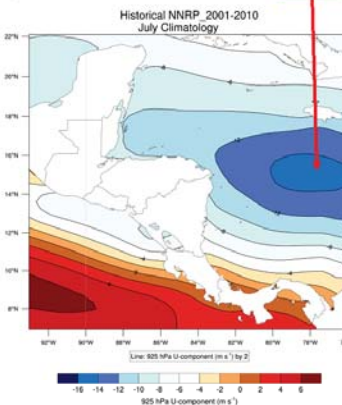 Historical NNRP_2001-2010
July Climatology
22°N
20°N
18°N
16°N
14°N
12°N
10°N
8°N
92°W 90°W 88°W 86°W 84°W 82°W 80°W 78°W
Line: 925 hPa U-component (m s⁻¹) by 2
-16 -14 -12 -10 -8 -6 -4 -2 0 2 4 6
925 hPa U-component (m s⁻¹)